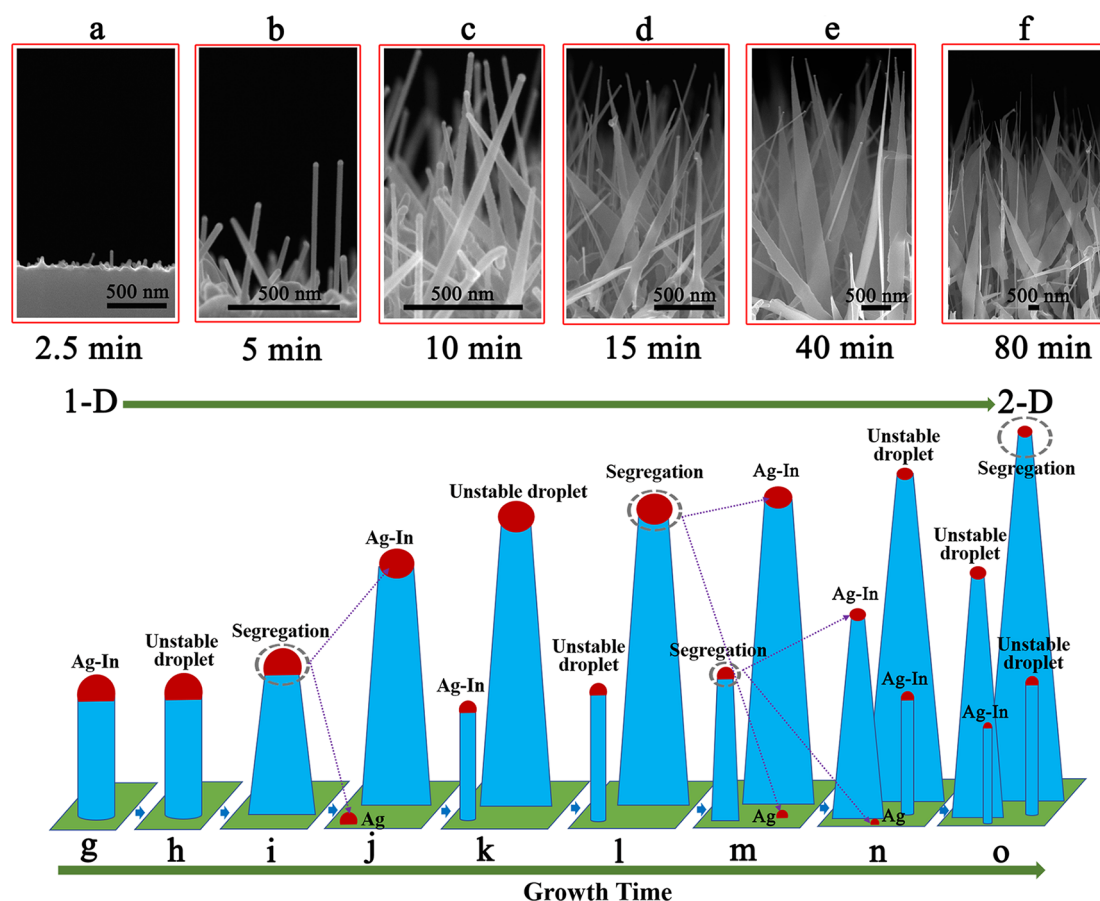 a b c d e f
500 nm 500 nm 500 nm 500 nm 500 nm 500 nm
2.5 min 5 min 10 min 15 min 40 min 80 min
1-D 2-D
Unstable
droplet
Segregation
Segregation
Ag-In
Unstable droplet
Ag-In
Unstable
droplet
Ag-In
Segregation
Unstable
droplet
Segregation
Unstable
droplet
Unstable
droplet
Ag-In
Ag-In
Ag-In
Ag-In
Ag
Ag
Ag
g h i j k l m n o
Growth Time